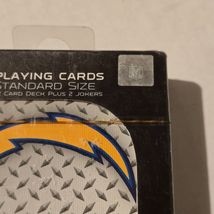 PLAYING CARDS
STANDARD SIZE
CARD DECK PLUS 2 JOKERS